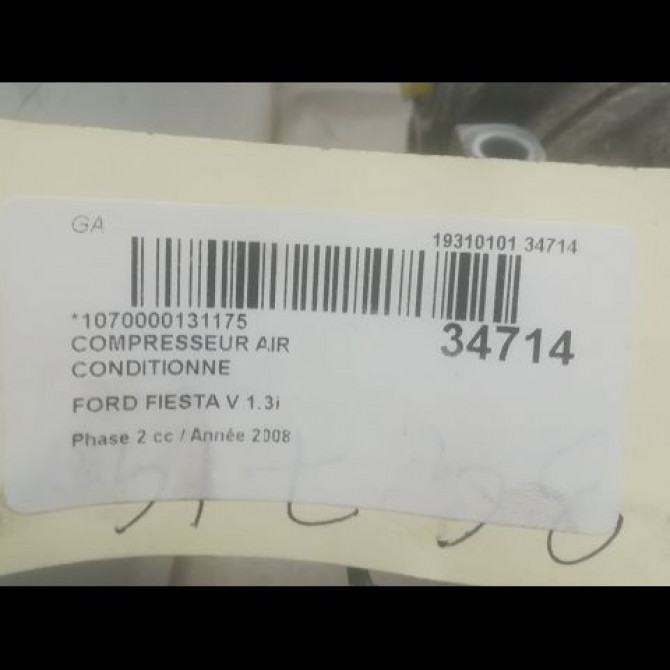 GA
19310101 34714
*1070000131175
34714
COMPRESSEUR AIR
CONDITIONNE
FORD FIESTA V 1.3i
Phase 2 cc / Année 2008